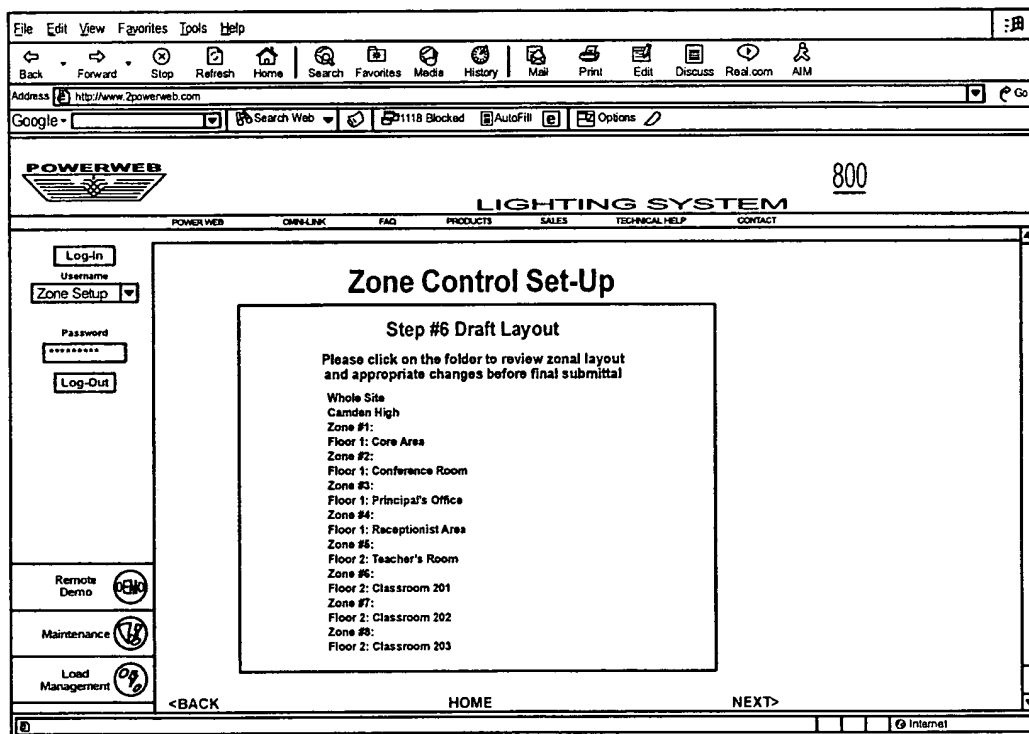 File Edit View Favorites Tools Help
Back Forward Stop Refresh Home Search Favorites Media History Mail Print Edit Discuss Real.com AIM
Address http://www.2powerweb.com Go
Google Search Web 1118 Blocked AutoFill Options
POWERWEB
800
LIGHTING SYSTEM
POWER WEB OMNI-LINK FAQ PRODUCTS SALES TECHNICAL HELP CONTACT
Log-In
Username
Zone Setup
Password
*********
Log-Out
Zone Control Set-Up
Step #6 Draft Layout
Please click on the folder to review zonal layout
and appropriate changes before final submittal
Whole Site
Camden High
Zone #1:
Floor 1: Core Area
Zone #2:
Floor 1: Conference Room
Zone #3:
Floor 1: Principal's Office
Zone #4:
Floor 1: Receptionist Area
Zone #5:
Floor 2: Teacher's Room
Zone #6:
Floor 2: Classroom 201
Zone #7:
Floor 2: Classroom 202
Zone #8:
Floor 2: Classroom 203
Remote
Demo
DEMO
Maintenance
Load
Management
<BACK HOME NEXT>
Internet